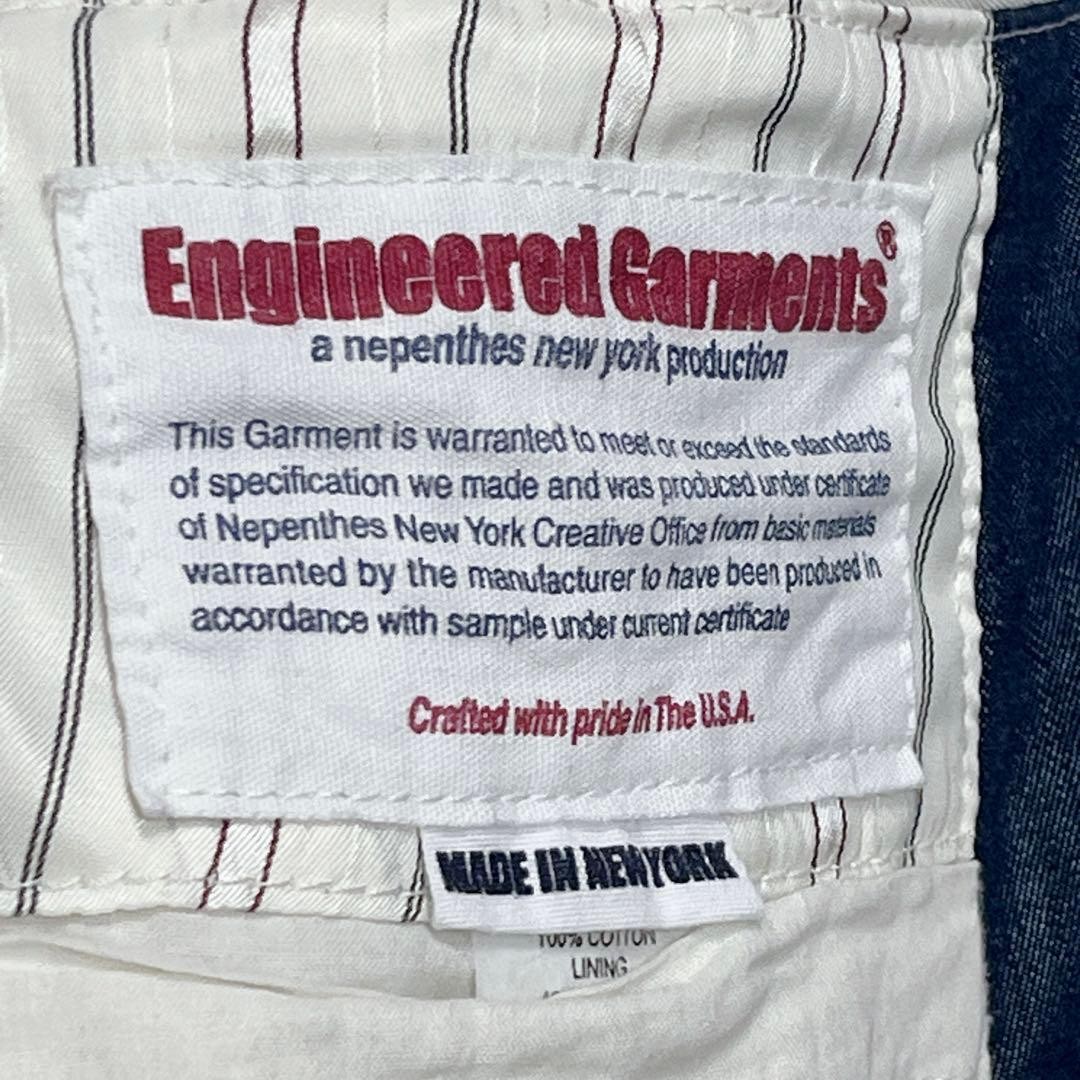 Engineered Garments®
a nepenthes new york production
This Garment is warranted to meet or exceed the standards
of specification we made and was produced under certificate
of Nepenthes New York Creative Office from basic materials
warranted by the manufacturer to have been produced in
accordance with sample under current certificate
Crafted with pride in The U.S.A.
MADE IN NEW YORK
100% COTTON
LINING